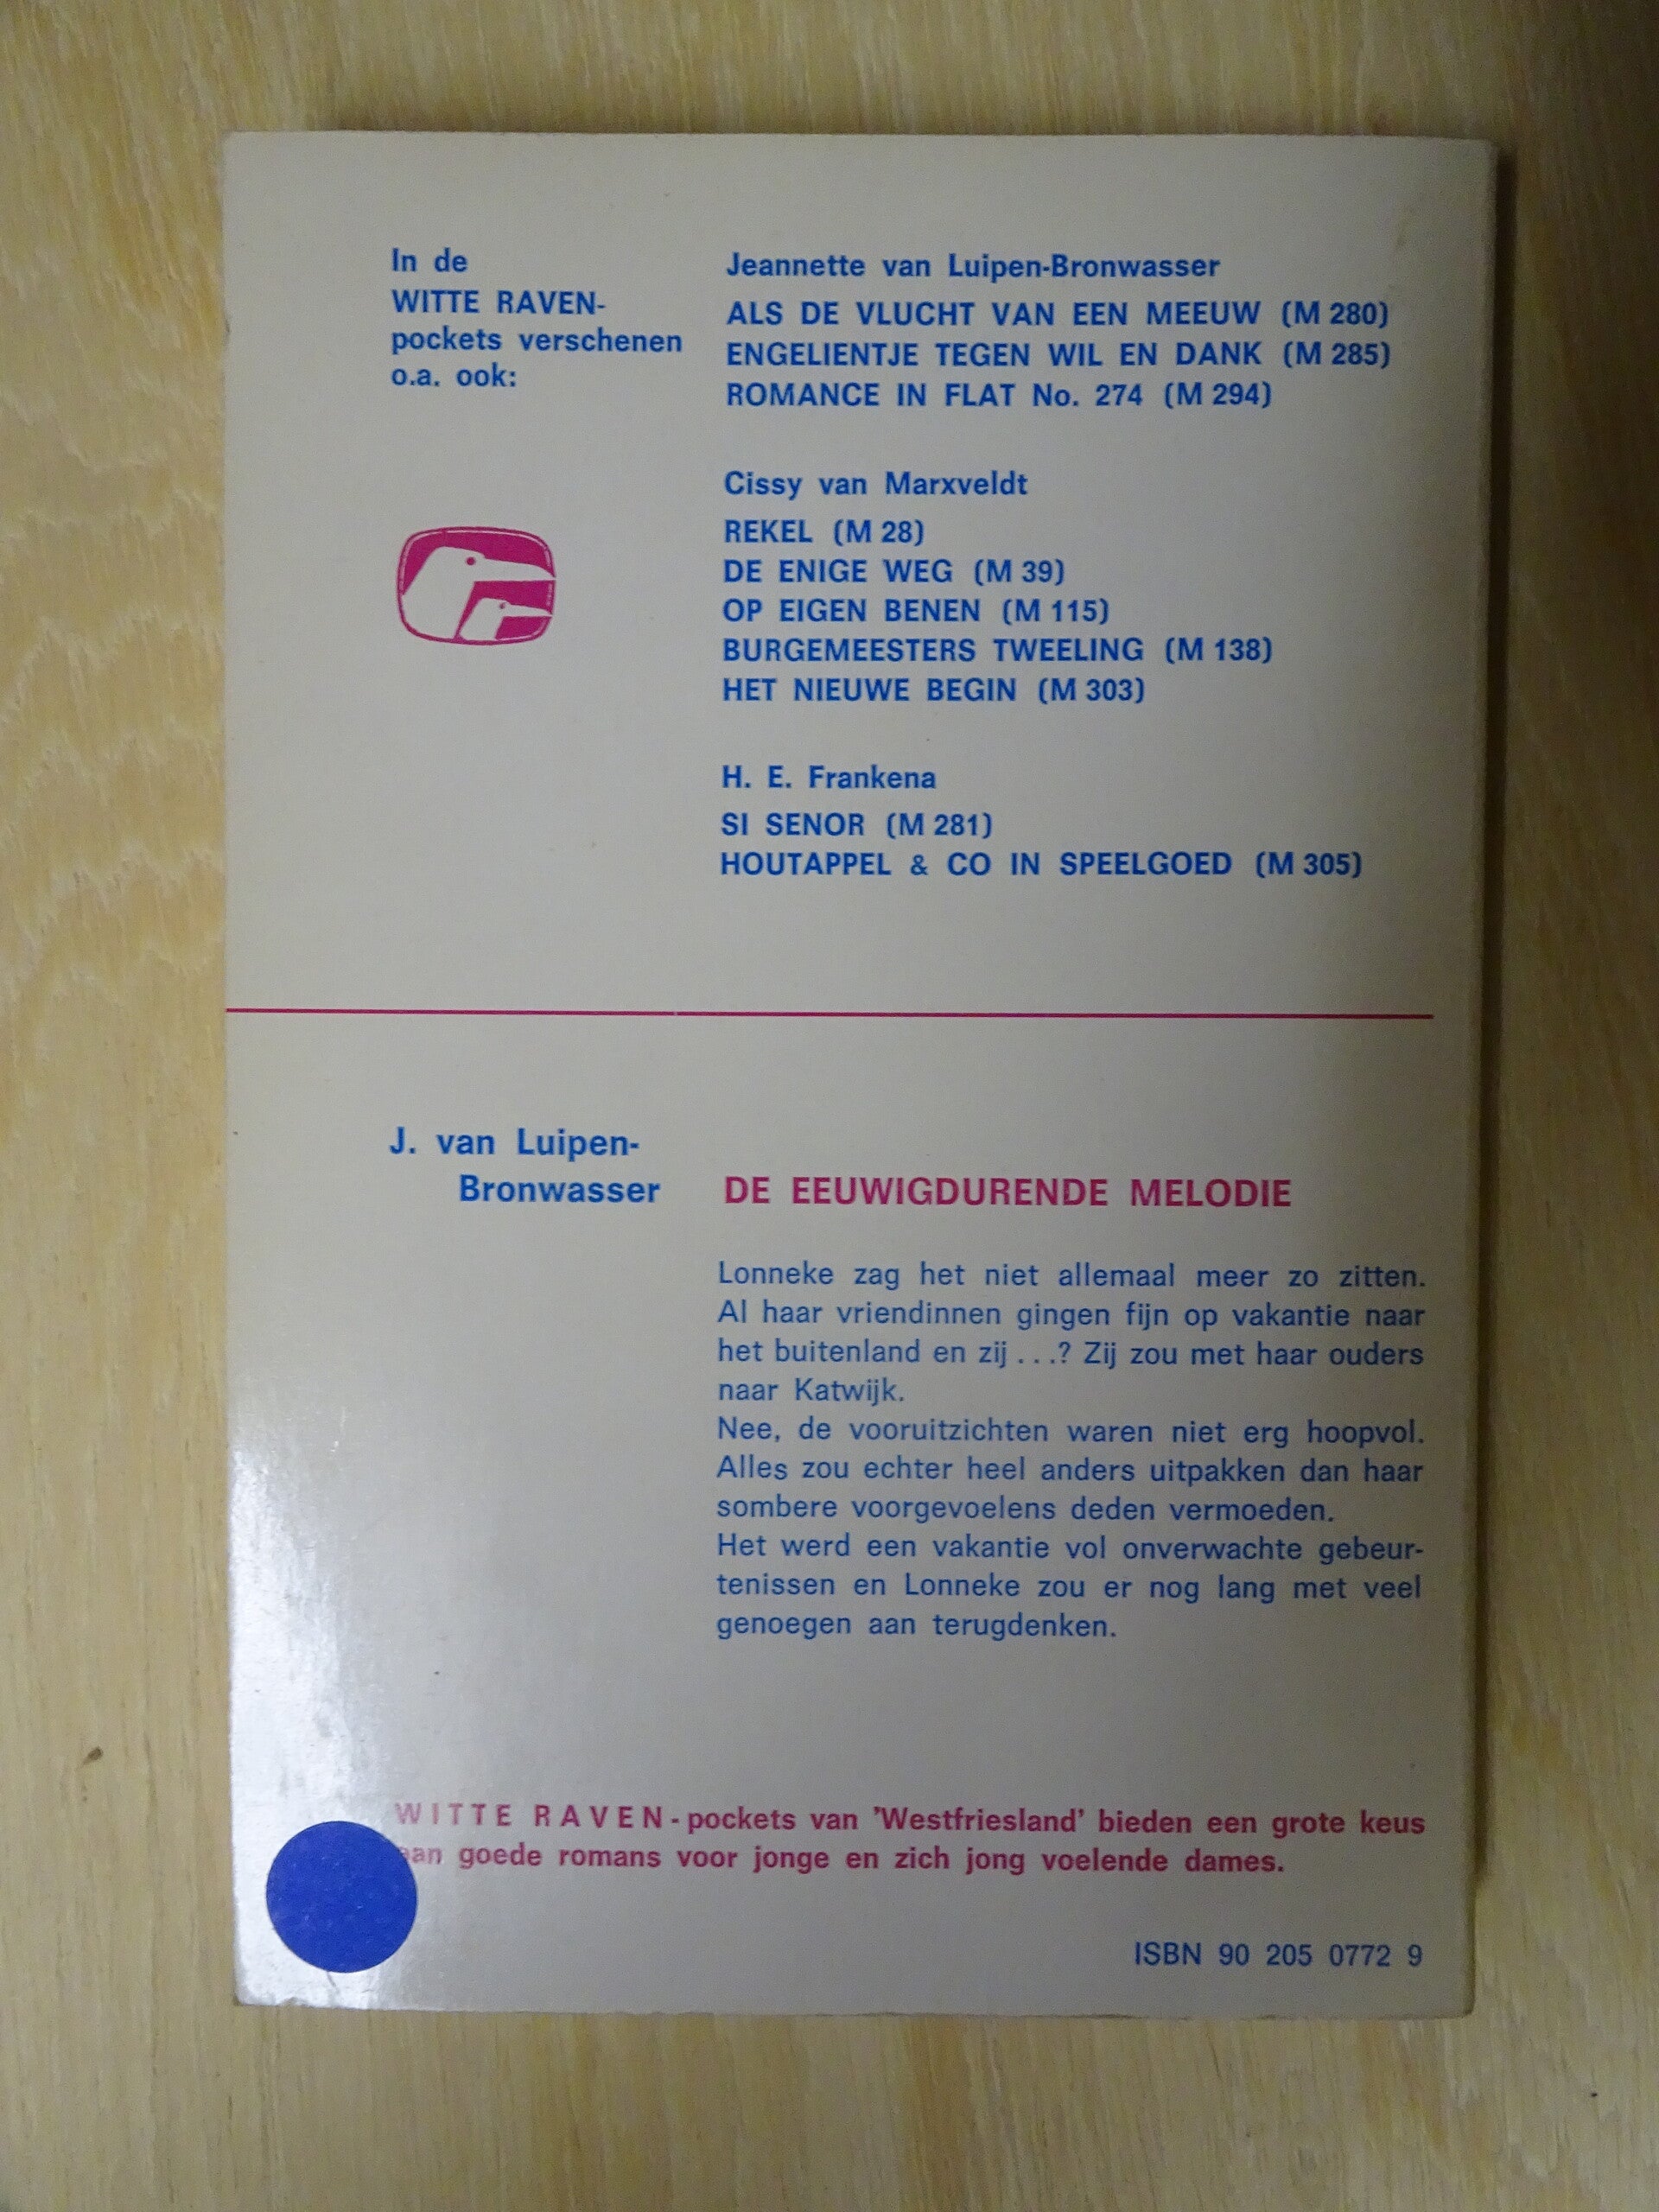 In de
WITTE RAVEN-
pockets verschenen
o.a. ook:
Jeannette van Luipen-Bronwasser
ALS DE VLUCHT VAN EEN MEEUW (M 280)
ENGELIENTJE TEGEN WIL EN DANK (M 285)
ROMANCE IN FLAT No. 274 (M 294)
Cissy van Marxveldt
REKEL (M 28)
DE ENIGE WEG (M 39)
OP EIGEN BENEN (M 115)
BURGEMEESTERS TWEELING (M 138)
HET NIEUWE BEGIN (M 303)
H. E. Frankena
SI SENOR (M 281)
HOUTAPPEL & CO IN SPEELGOED (M 305)
J. van Luipen-
Bronwasser
DE EEUWIGDURENDE MELODIE
Lonneke zag het niet allemaal meer zo zitten.
Al haar vriendinnen gingen fijn op vakantie naar
het buitenland en zij ...? Zij zou met haar ouders
naar Katwijk.
Nee, de vooruitzichten waren niet erg hoopvol.
Alles zou echter heel anders uitpakken dan haar
sombere voorgevoelens deden vermoeden.
Het werd een vakantie vol onverwachte gebeur-
tenissen en Lonneke zou er nog lang met veel
genoegen aan terugdenken.
WITTE RAVEN-pockets van 'Westfriesland' bieden een grote keus
aan goede romans voor jonge en zich jong voelende dames.
ISBN 90 205 0772 9